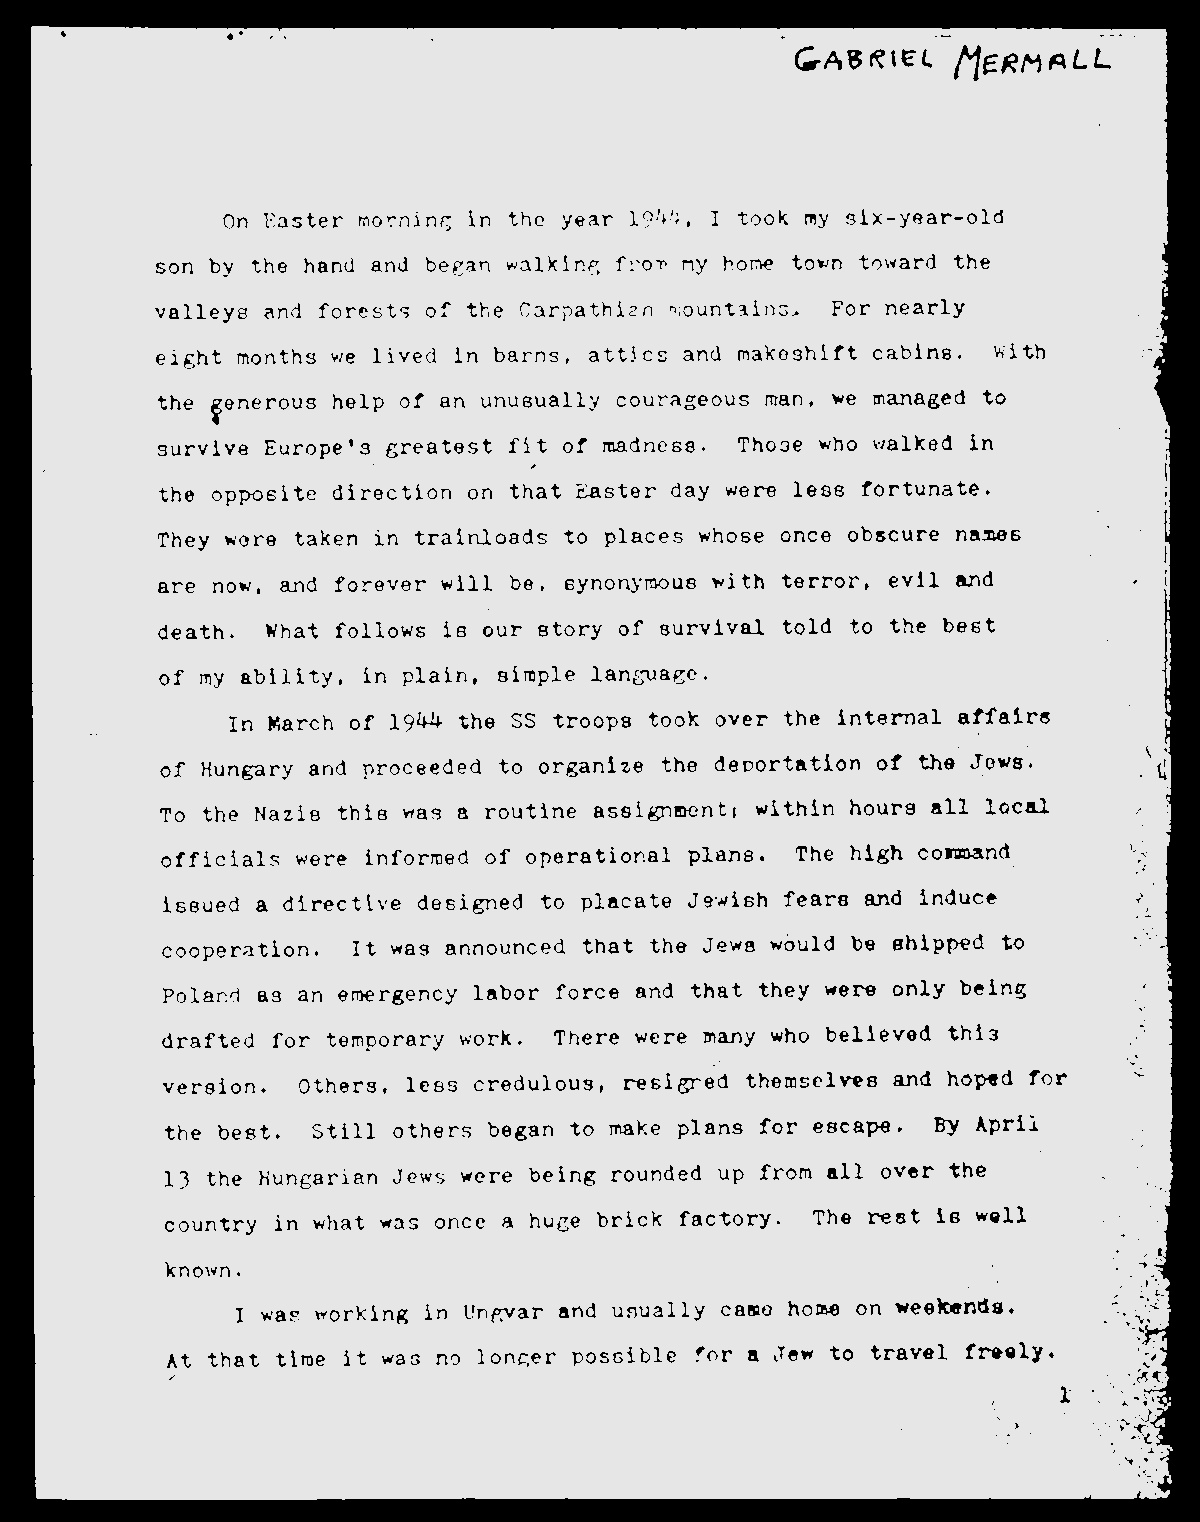 GABRIEL MERMALL
On Easter morning in the year 1944, I took my six-year-old
son by the hand and began walking from my home town toward the
valleys and forests of the Carpathian mountains. For nearly
eight months we lived in barns, attics and makeshift cabins. With
the generous help of an unusually courageous man, we managed to
survive Europe's greatest fit of madness. Those who walked in
the opposite direction on that Easter day were less fortunate.
They were taken in trainloads to places whose once obscure names
are now, and forever will be, synonymous with terror, evil and
death. What follows is our story of survival told to the best
of my ability, in plain, simple language.
In March of 1944 the SS troops took over the internal affairs
of Hungary and proceeded to organize the deportation of the Jews.
To the Nazis this was a routine assignment; within hours all local
officials were informed of operational plans. The high command
issued a directive designed to placate Jewish fears and induce
cooperation. It was announced that the Jews would be shipped to
Poland as an emergency labor force and that they were only being
drafted for temporary work. There were many who believed this
version. Others, less credulous, resigned themselves and hoped for
the best. Still others began to make plans for escape. By April
13 the Hungarian Jews were being rounded up from all over the
country in what was once a huge brick factory. The rest is well
known.
I was working in Ungvar and usually came home on weekends.
At that time it was no longer possible for a Jew to travel freely.
1